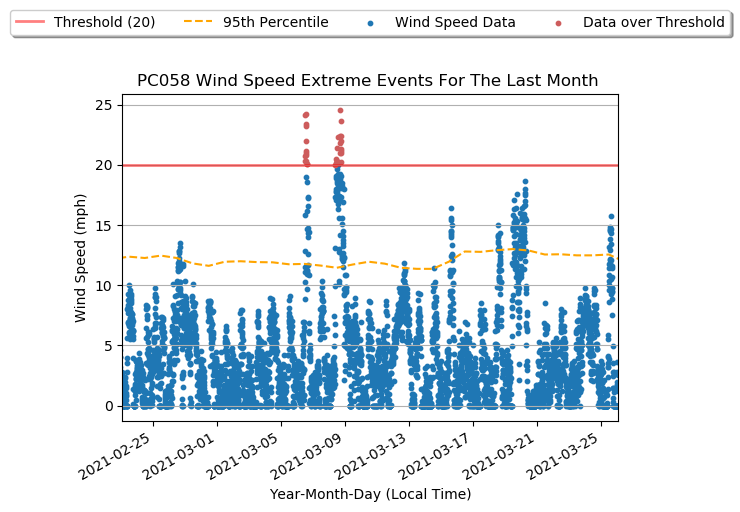 Threshold (20) 95th Percentile Wind Speed Data Data over Threshold
PC058 Wind Speed Extreme Events For The Last Month
25
20
15
10
5
0
Wind Speed (mph)
2021-02-25 2021-03-01 2021-03-05 2021-03-09 2021-03-13 2021-03-17 2021-03-21 2021-03-25
Year-Month-Day (Local Time)